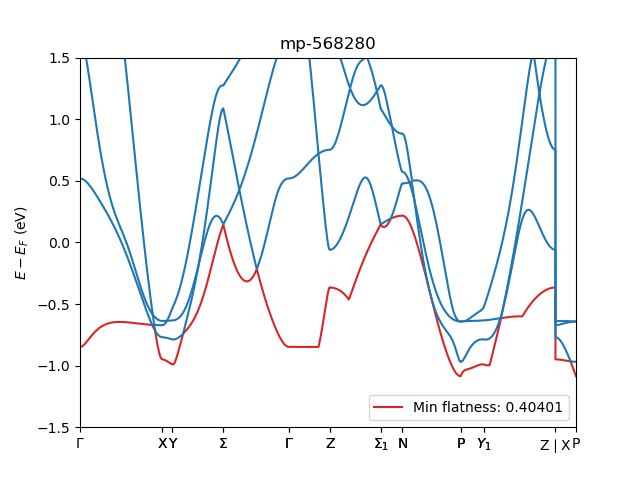 mp-568280
E − E_F (eV)
1.5
1.0
0.5
0.0
−0.5
−1.0
−1.5
Min flatness: 0.40401
Γ X Y Σ Γ Z Σ₁ N P Y₁ Z | X P